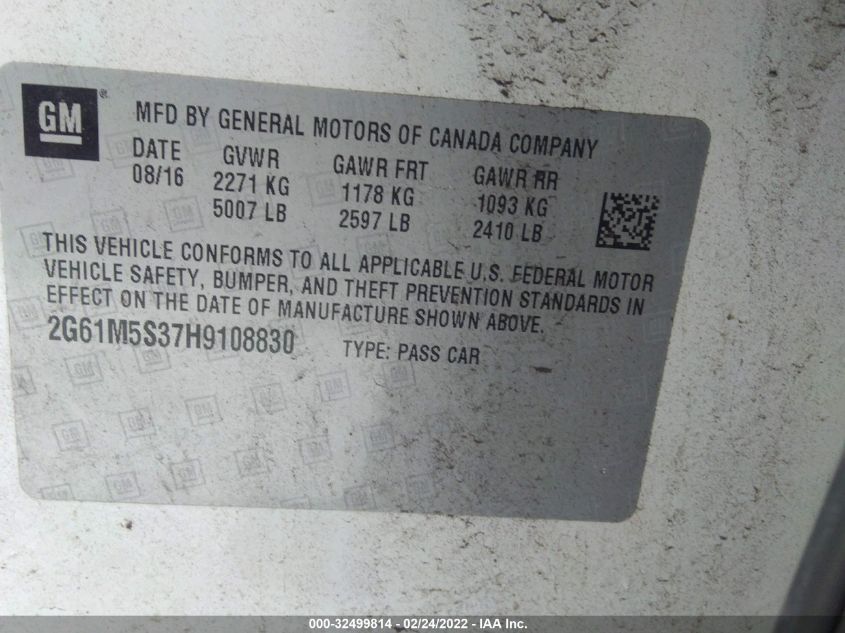 GM®
MFD BY GENERAL MOTORS OF CANADA COMPANY
DATE GVWR GAWR FRT GAWR RR
08/16 2271 KG 1178 KG 1093 KG
5007 LB 2597 LB 2410 LB
THIS VEHICLE CONFORMS TO ALL APPLICABLE U.S. FEDERAL MOTOR
VEHICLE SAFETY, BUMPER, AND THEFT PREVENTION STANDARDS IN
EFFECT ON THE DATE OF MANUFACTURE SHOWN ABOVE.
2G61M5S37H9108830 TYPE: PASS CAR
000-32499814 - 02/24/2022 - IAA Inc.